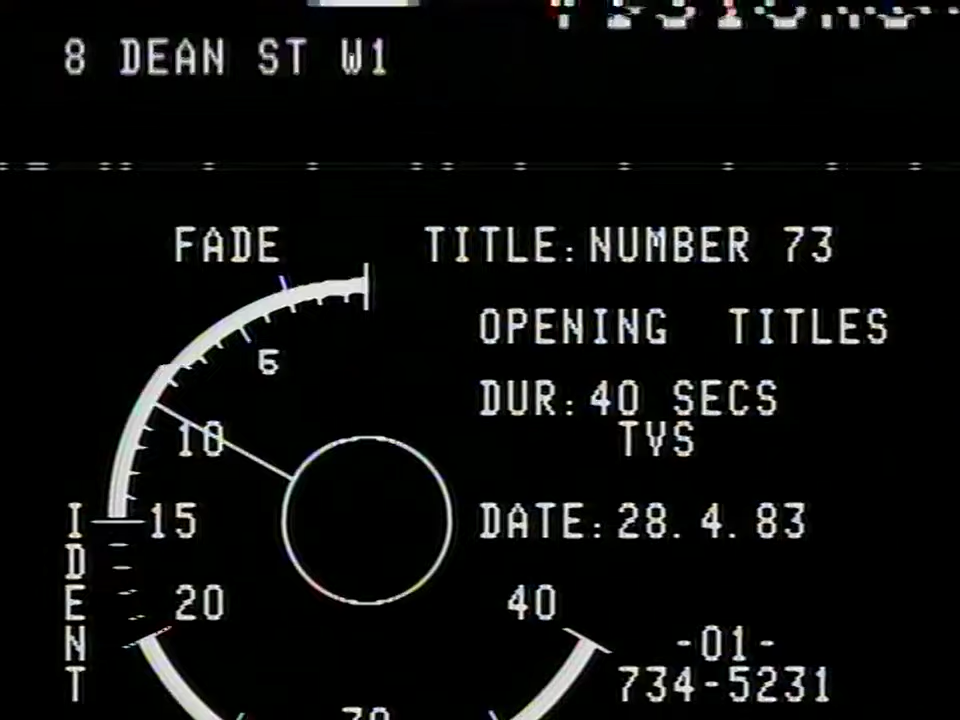 8 DEAN ST W1
FADE
TITLE: NUMBER 73
OPENING TITLES
5
DUR: 40 SECS
10
TVS
IDENT
15
DATE: 28. 4. 83
20
40
-01-
734-5231